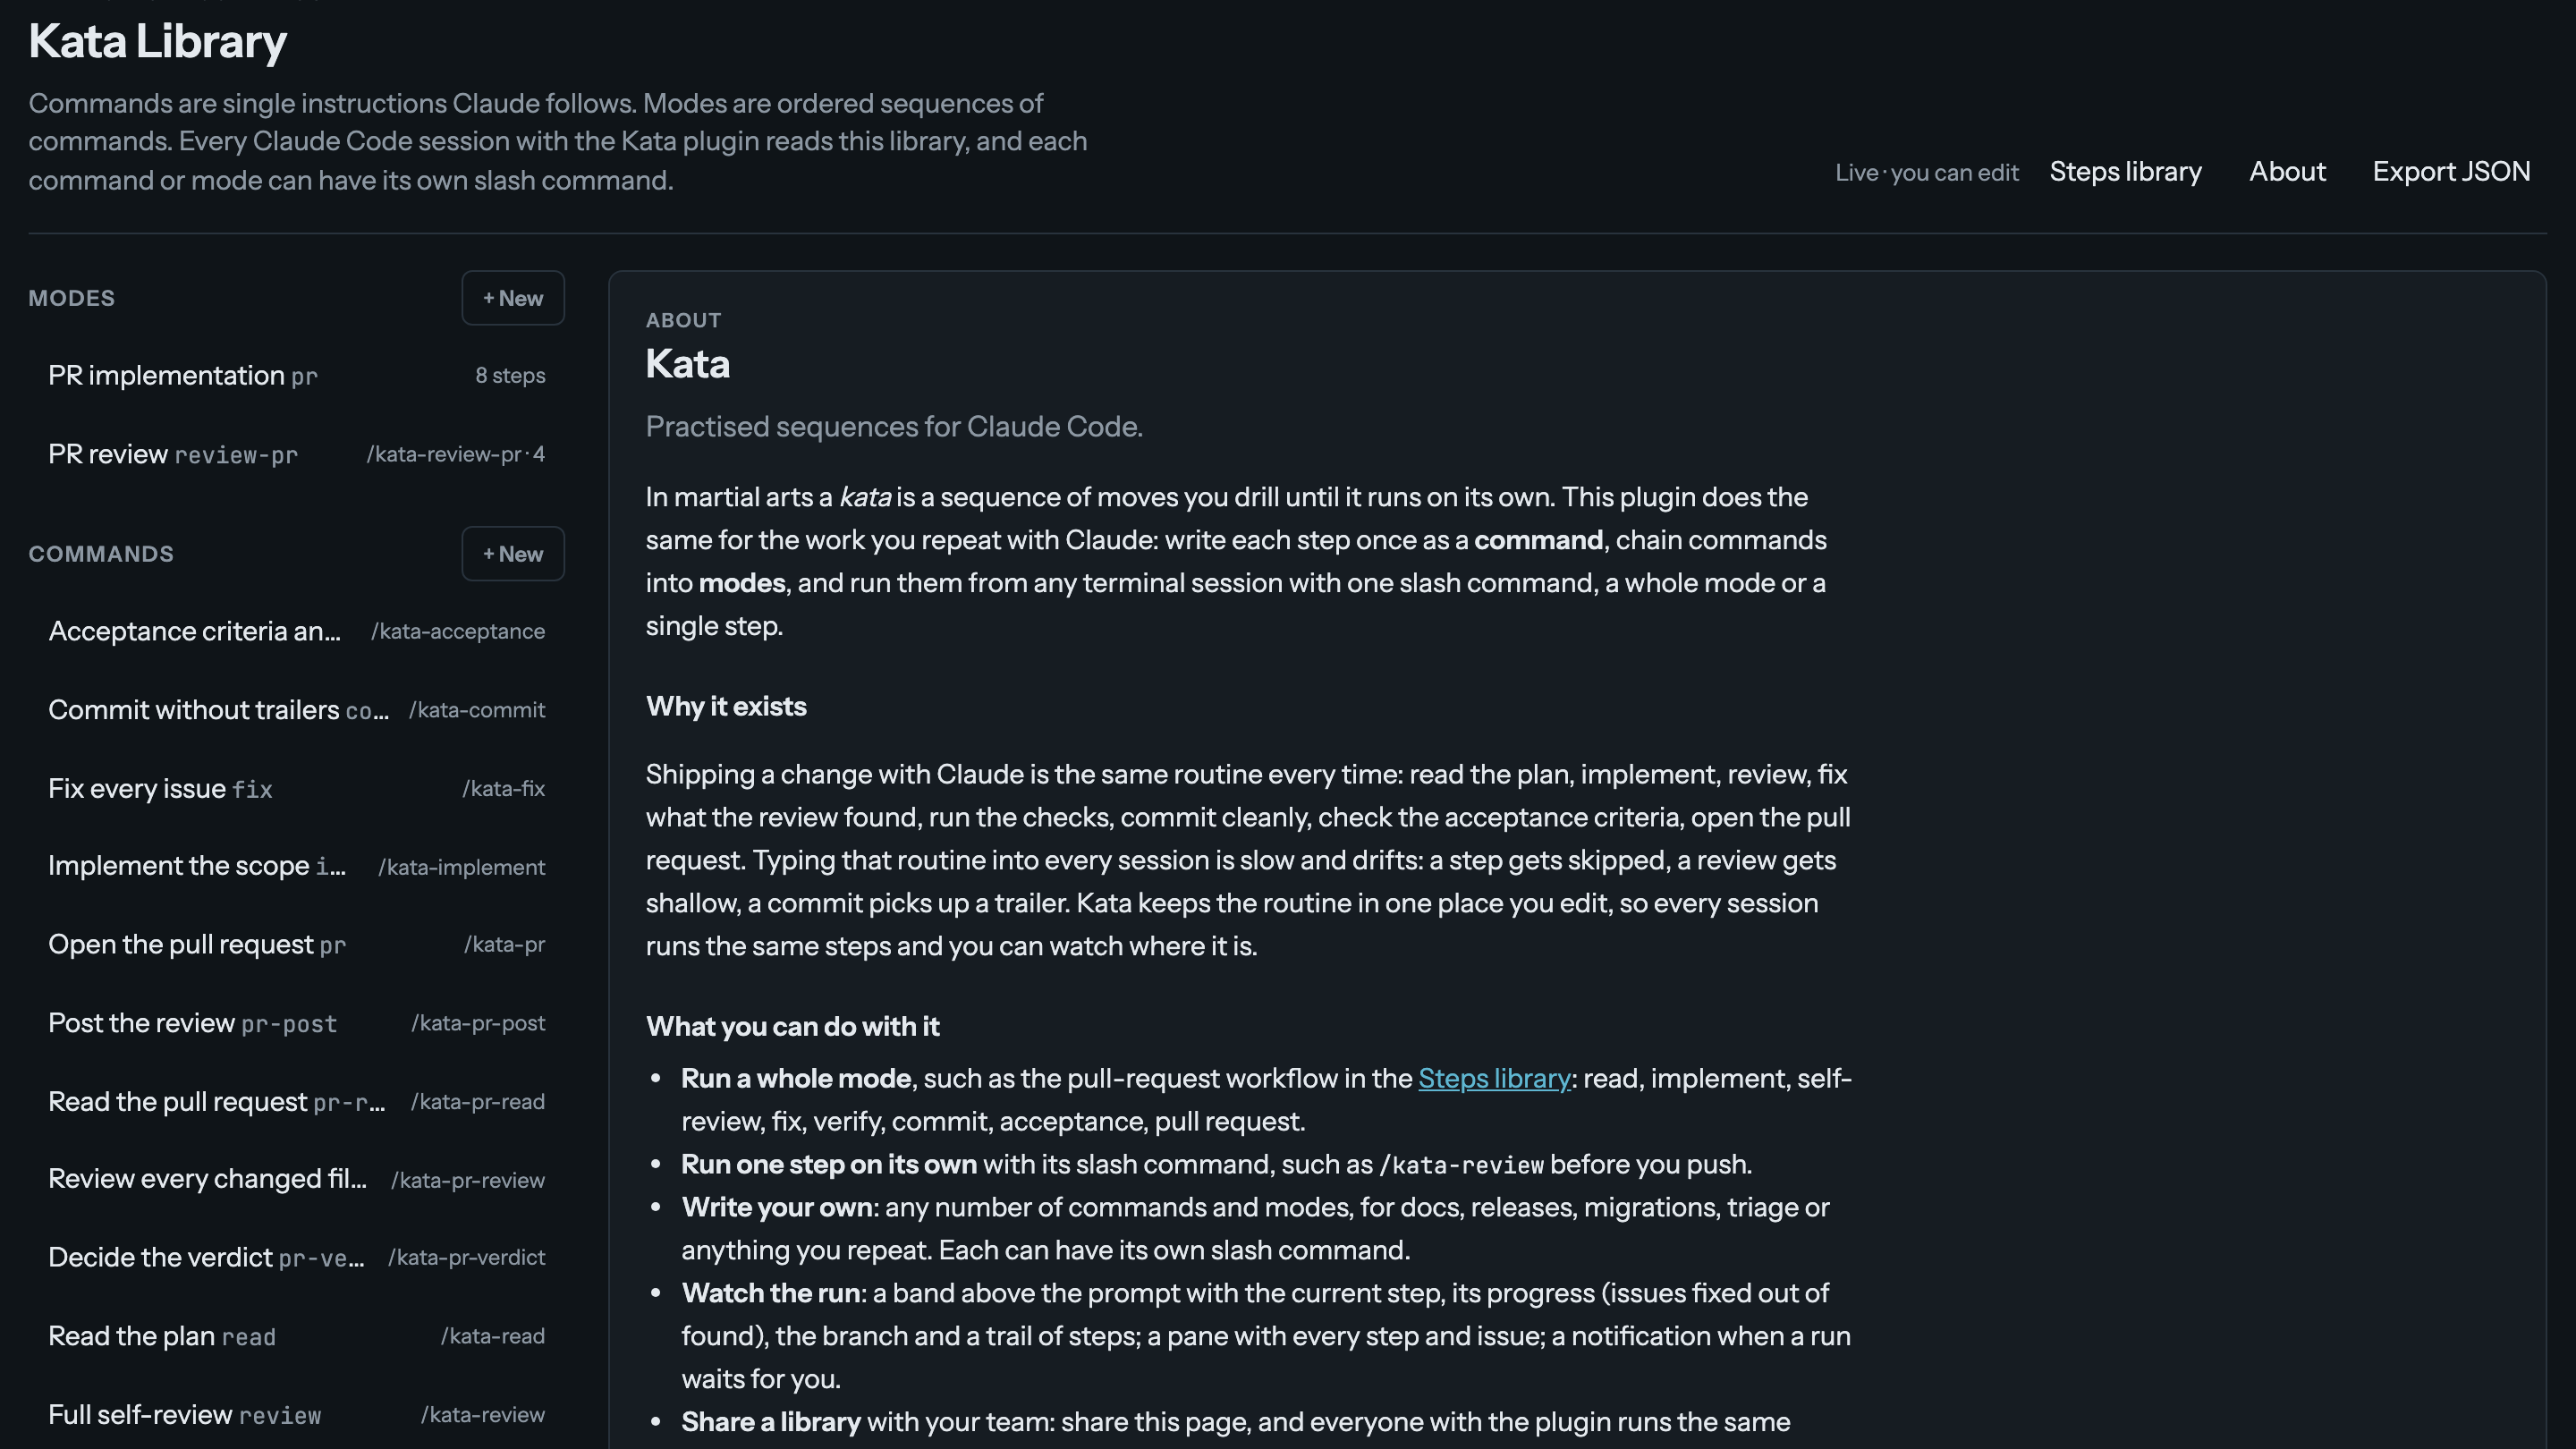 Kata Library
Commands are single instructions Claude follows. Modes are ordered sequences of
commands. Every Claude Code session with the Kata plugin reads this library, and each
command or mode can have its own slash command.
Live · you can edit
Steps library
About
Export JSON
MODES
+ New
PR implementation pr
8 steps
PR review review-pr
/kata-review-pr · 4
COMMANDS
+ New
Acceptance criteria an...
/kata-acceptance
Commit without trailers co...
/kata-commit
Fix every issue fix
/kata-fix
Implement the scope i...
/kata-implement
Open the pull request pr
/kata-pr
Post the review pr-post
/kata-pr-post
Read the pull request pr-r...
/kata-pr-read
Review every changed fil...
/kata-pr-review
Decide the verdict pr-ve...
/kata-pr-verdict
Read the plan read
/kata-read
Full self-review review
/kata-review
ABOUT
Kata
Practised sequences for Claude Code.
In martial arts a kata is a sequence of moves you drill until it runs on its own. This plugin does the
same for the work you repeat with Claude: write each step once as a command, chain commands
into modes, and run them from any terminal session with one slash command, a whole mode or a
single step.
Why it exists
Shipping a change with Claude is the same routine every time: read the plan, implement, review, fix
what the review found, run the checks, commit cleanly, check the acceptance criteria, open the pull
request. Typing that routine into every session is slow and drifts: a step gets skipped, a review gets
shallow, a commit picks up a trailer. Kata keeps the routine in one place you edit, so every session
runs the same steps and you can watch where it is.
What you can do with it
• Run a whole mode, such as the pull-request workflow in the Steps library: read, implement, self-
review, fix, verify, commit, acceptance, pull request.
• Run one step on its own with its slash command, such as /kata-review before you push.
• Write your own: any number of commands and modes, for docs, releases, migrations, triage or
anything you repeat. Each can have its own slash command.
• Watch the run: a band above the prompt with the current step, its progress (issues fixed out of
found), the branch and a trail of steps; a pane with every step and issue; a notification when a run
waits for you.
• Share a library with your team: share this page, and everyone with the plugin runs the same